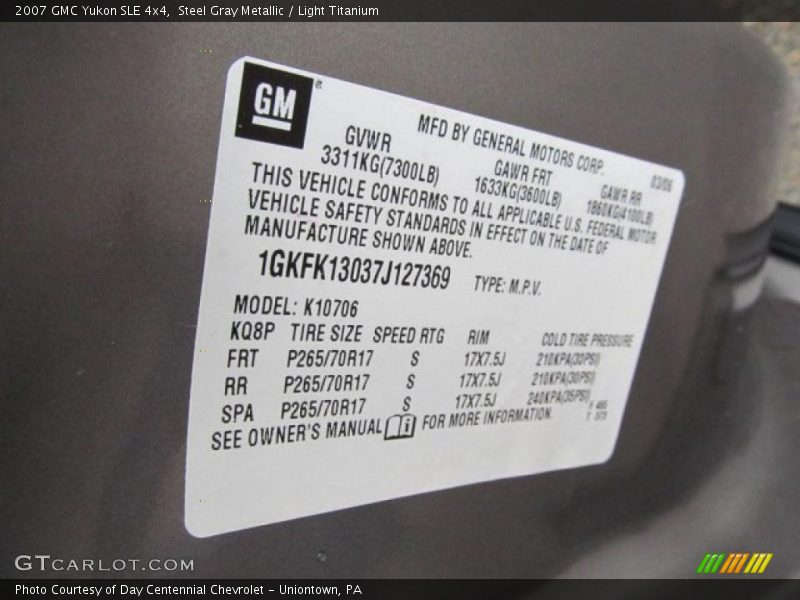 2007 GMC Yukon SLE 4x4,  Steel Gray Metallic / Light Titanium
GM
MFD BY GENERAL MOTORS CORP.
03/06
GVWR GAWR FRT GAWR RR
3311KG(7300LB) 1633KG(3600LB) 1860KG(4100LB)
THIS VEHICLE CONFORMS TO ALL APPLICABLE U.S. FEDERAL MOTOR
VEHICLE SAFETY STANDARDS IN EFFECT ON THE DATE OF
MANUFACTURE SHOWN ABOVE.
1GKFK13037J127369 TYPE: M.P.V.
MODEL: K10706
KQ8P TIRE SIZE SPEED RTG RIM COLD TIRE PRESSURE
FRT P265/70R17 S 17X7.5J 210KPA(30PSI)
RR P265/70R17 S 17X7.5J 210KPA(30PSI)
SPA P265/70R17 S 17X7.5J 240KPA(35PSI)
SEE OWNER'S MANUAL FOR MORE INFORMATION.
GTCARLOT.COM
Photo Courtesy of Day Centennial Chevrolet - Uniontown, PA